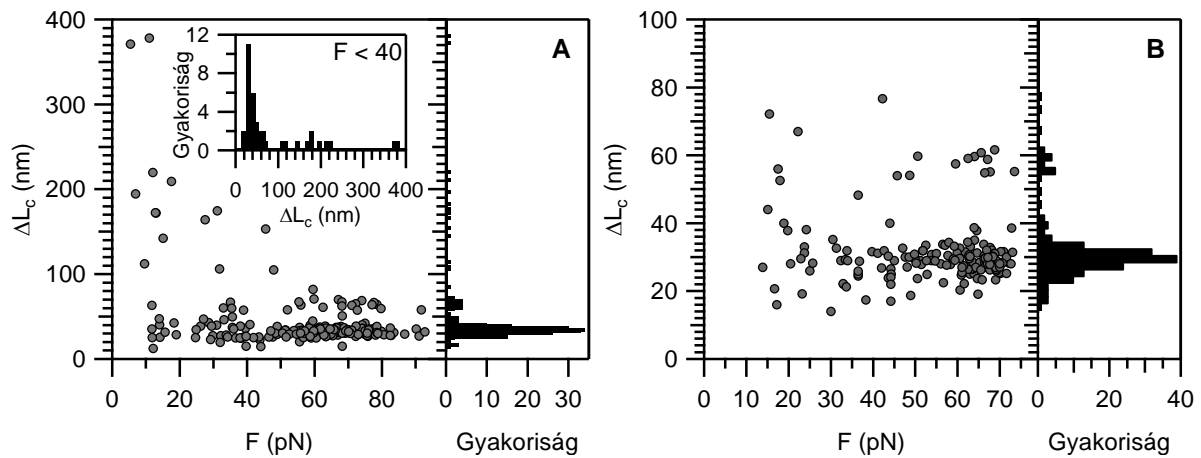 400
300
200
100
0
ΔLc (nm)
0 20 40 60 80
F (pN)
12
8
4
0
Gyakoriság
F < 40
0 100 200 300 400
ΔLc (nm)
A
0 10 20 30
Gyakoriság
100
80
60
40
20
0
ΔLc (nm)
0 10 20 30 40 50 60 70
F (pN)
B
0 20 40
Gyakoriság